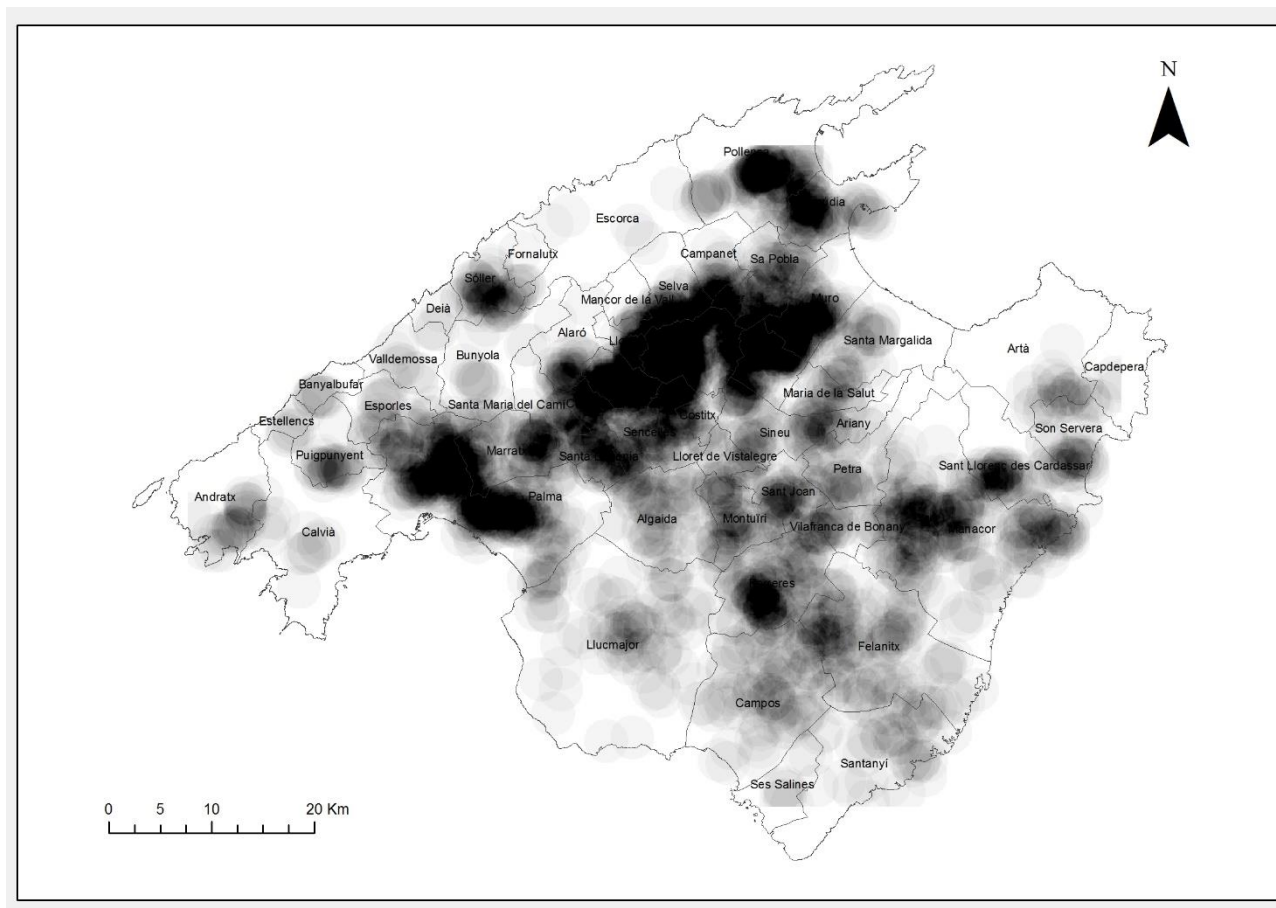 N
Pollença
Escorca
Fornalutx
Campanet
Sa Pobla
Sóller
Selva
Mancor de la Vall
Muro
Deià
Alaró
Santa Margalida
Artà
Valldemossa
Bunyola
Capdepera
Banyalbufar
Esporles
Santa Maria del Camí
Maria de la Salut
Estellencs
Costitx
Ariany
Son Servera
Sineu
Puigpunyent
Lloret de Vistalegre
Sant Llorenç des Cardassar
Petra
Andratx
Palma
Sant Joan
Algaida
Montuïri
Vilafranca de Bonany
Manacor
Calvià
Llucmajor
Felanitx
Campos
Santanyí
Ses Salines
0 5 10 20 Km